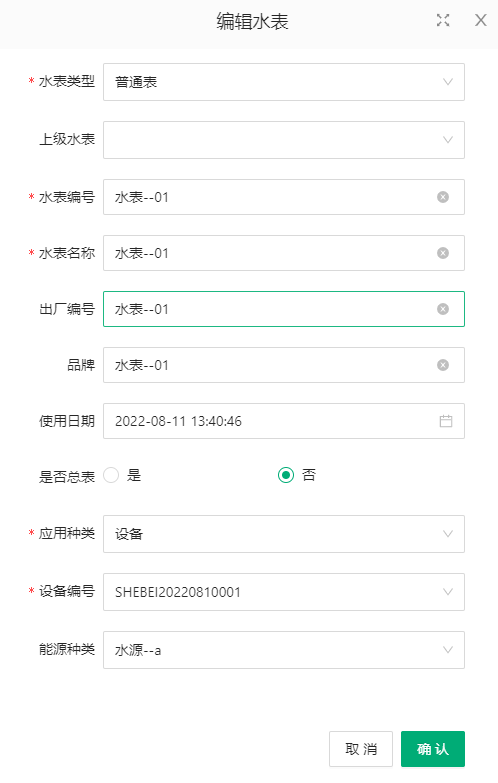 编辑水表
* 水表类型 普通表
上级水表
* 水表编号 水表--01
* 水表名称 水表--01
出厂编号 水表--01
品牌 水表--01
使用日期 2022-08-11 13:40:46
是否总表 是 否
* 应用种类 设备
* 设备编号 SHEBEI20220810001
能源种类 水源--a
取 消 确 认